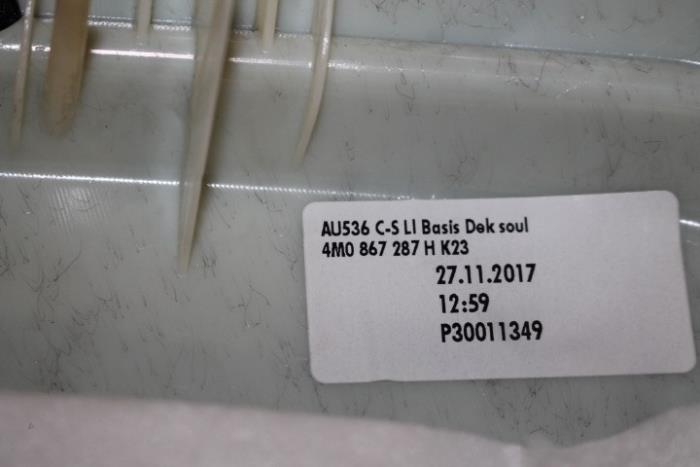 AU536 C-S LI Basis Dek soul
4M0 867 287 H K23
27.11.2017
12:59
P30011349